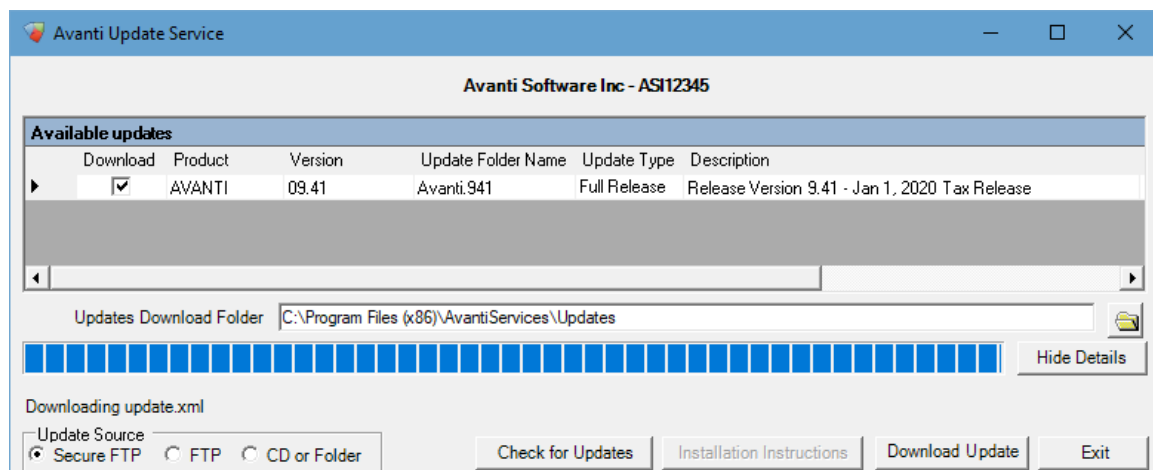 Avanti Update Service
Avanti Software Inc - ASI12345
Available updates
Download Product Version Update Folder Name Update Type Description
AVANTI 09.41 Avanti.941 Full Release Release Version 9.41 - Jan 1, 2020 Tax Release
Updates Download Folder C:\Program Files (x86)\AvantiServices\Updates
Hide Details
Downloading update.xml
Update Source
Secure FTP FTP CD or Folder Check for Updates Installation Instructions Download Update Exit